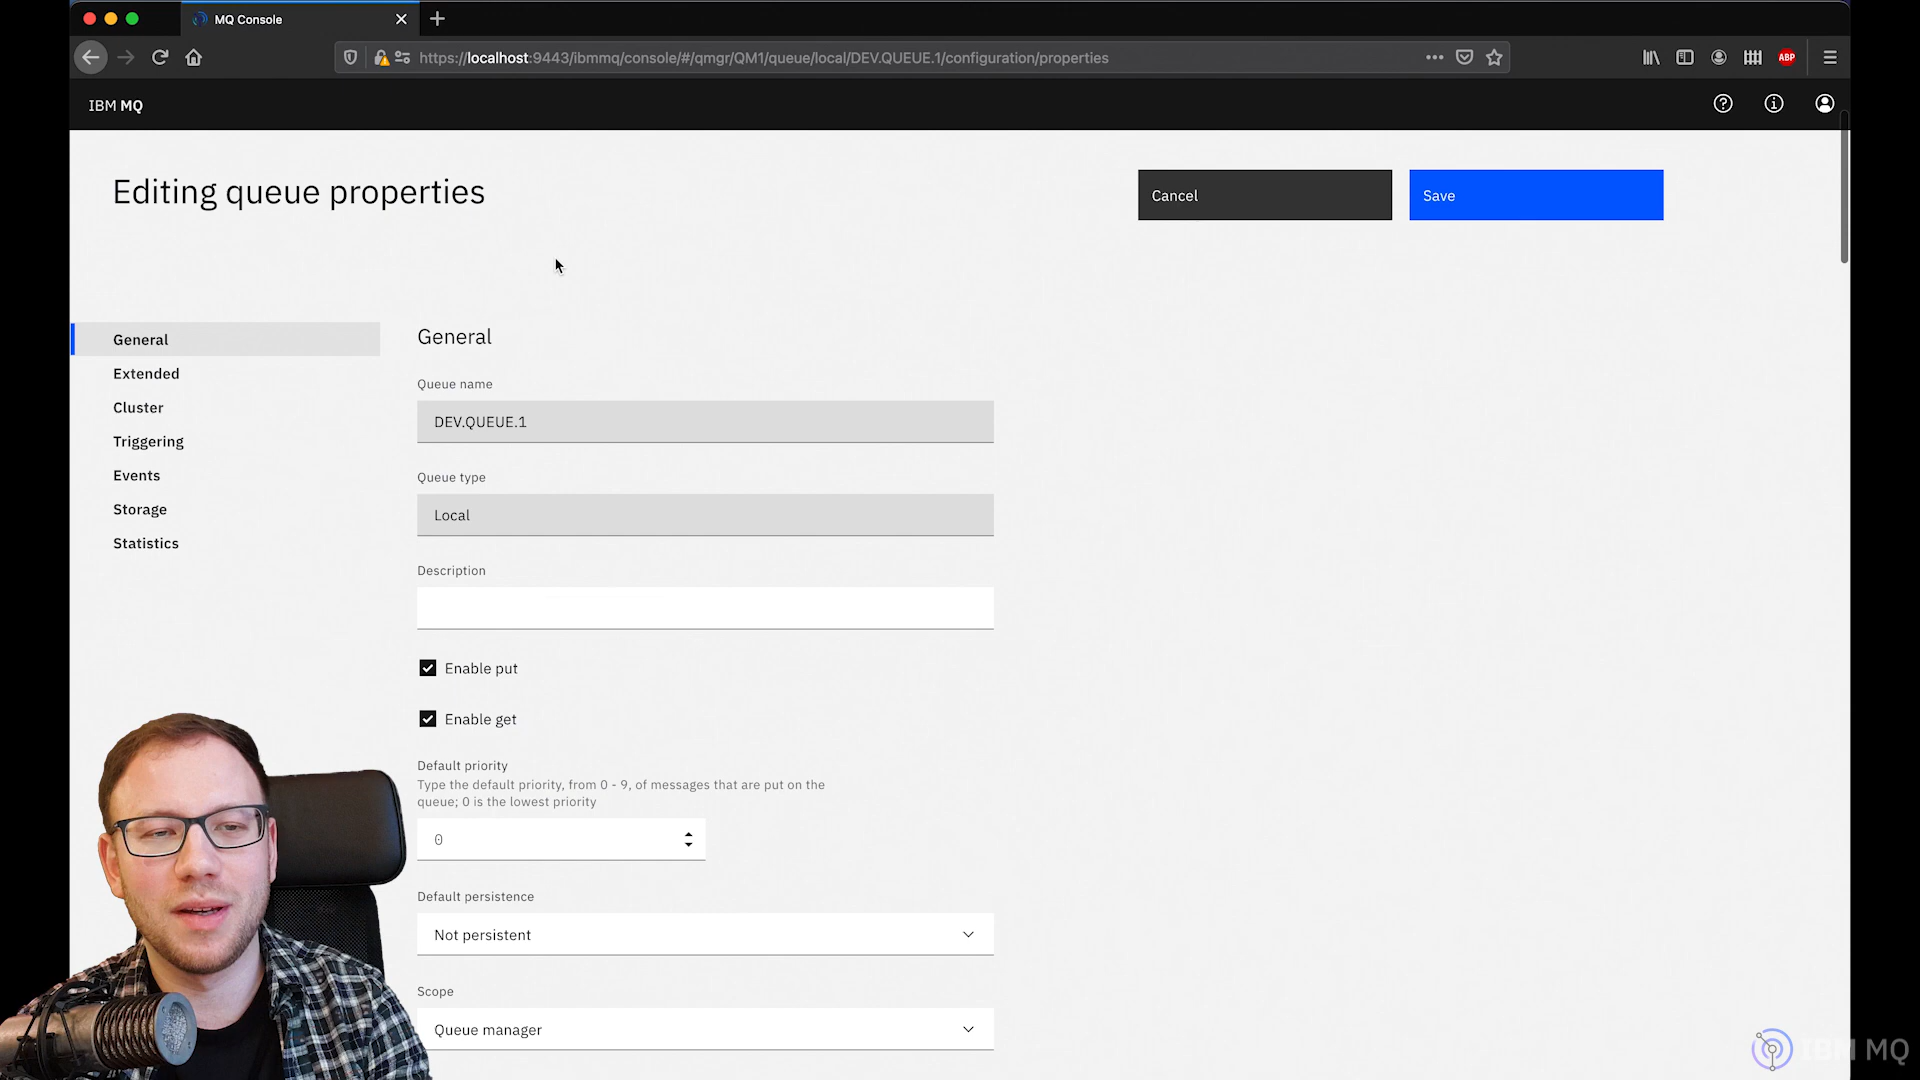 MQ Console
https://localhost:9443/ibmmq/console/#/qmgr/QM1/queue/local/DEV.QUEUE.1/configuration/properties
ABP
IBM MQ
Editing queue properties
Cancel
Save
General
Extended
Cluster
Triggering
Events
Storage
Statistics
General
Queue name
DEV.QUEUE.1
Queue type
Local
Description
Enable put
Enable get
Default priority
Type the default priority, from 0 - 9, of messages that are put on the
queue; 0 is the lowest priority
0
Default persistence
Not persistent
Scope
Queue manager
IBM MQ